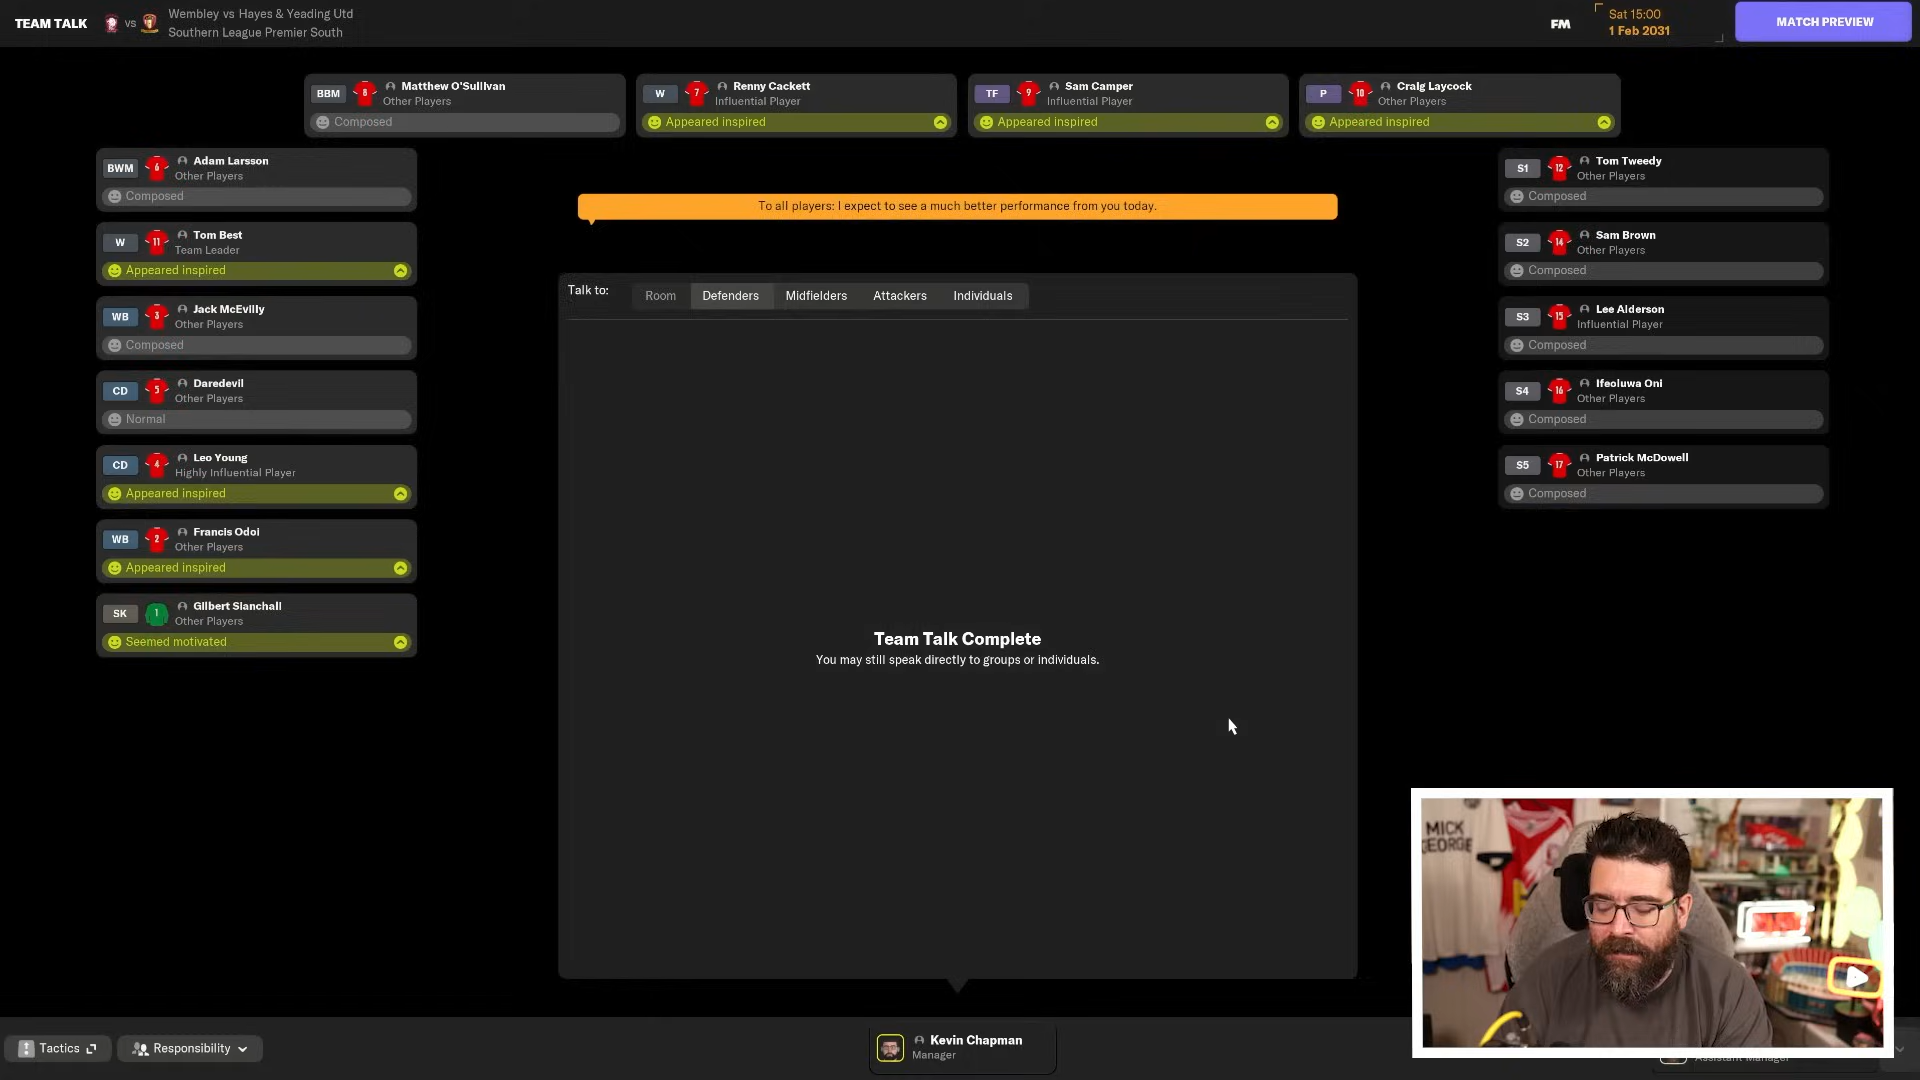 TEAM TALK
vs
Wembley vs Hayes & Yeading Utd
Southern League Premier South
FM
Sat 15:00
1 Feb 2031
MATCH PREVIEW
BBM
8
Matthew O'Sullivan
Other Players
Composed
W
7
Renny Cackett
Influential Player
Appeared inspired
TF
9
Sam Camper
Influential Player
Appeared inspired
P
10
Craig Laycock
Other Players
Appeared inspired
BWM
6
Adam Larsson
Other Players
Composed
W
11
Tom Best
Team Leader
Appeared inspired
WB
3
Jack McEvilly
Other Players
Composed
CD
5
Daredevil
Other Players
Normal
CD
4
Leo Young
Highly Influential Player
Appeared inspired
WB
2
Francis Odoi
Other Players
Appeared inspired
SK
1
Gilbert Slanchall
Other Players
Seemed motivated
To all players: I expect to see a much better performance from you today.
Talk to:
Room
Defenders
Midfielders
Attackers
Individuals
Team Talk Complete
You may still speak directly to groups or individuals.
S1
12
Tom Tweedy
Other Players
Composed
S2
14
Sam Brown
Other Players
Composed
S3
15
Lee Alderson
Influential Player
Composed
S4
16
Ifeoluwa Oni
Other Players
Composed
S5
17
Patrick McDowell
Other Players
Composed
MICK
GEORGE
Tactics
Responsibility
Kevin Chapman
Manager
Assistant Manager